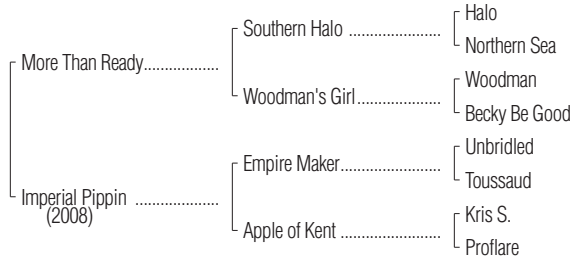 Halo
Southern Halo ....................
Northern Sea
More Than Ready................
Woodman
Woodman's Girl..................
Becky Be Good
Unbridled
Empire Maker.....................
Toussaud
Imperial Pippin ..................
(2008)
Kris S.
Apple of Kent .....................
Proflare